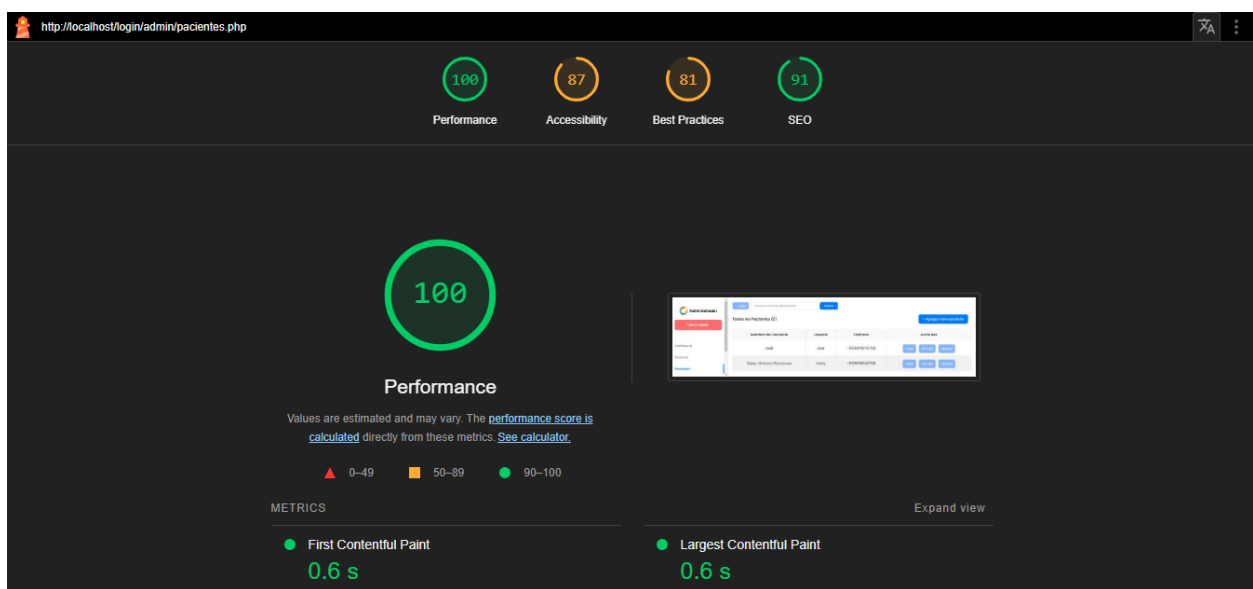 http://localhost/login/admin/pacientes.php
100
87
81
91
Performance
Accessibility
Best Practices
SEO
100
Performance
Values are estimated and may vary. The performance score is
calculated directly from these metrics. See calculator.
0–49
50–89
90–100
Administrador
METRICS
Expand view
First Contentful Paint
0.6 s
Largest Contentful Paint
0.6 s